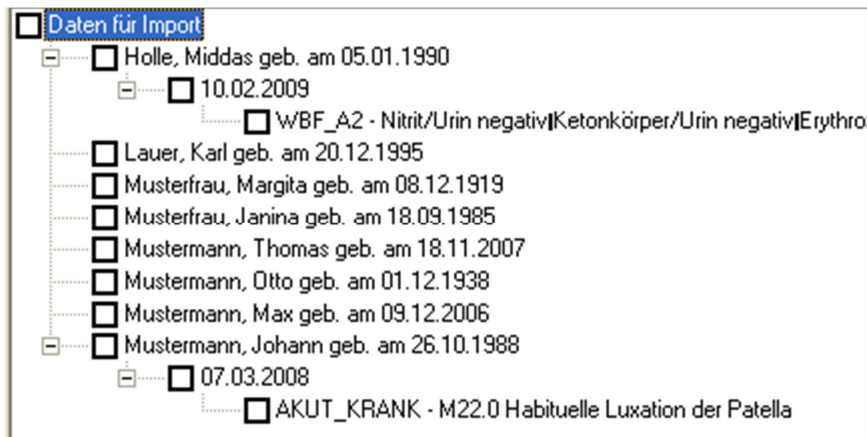 Daten für Import
Holle, Middas geb. am 05.01.1990
10.02.2009
WBF_A2 - Nitrit/Urin negativ|Ketonkörper/Urin negativ|Erythro
Lauer, Karl geb. am 20.12.1995
Musterfrau, Margita geb. am 08.12.1919
Musterfrau, Janina geb. am 18.09.1985
Mustermann, Thomas geb. am 18.11.2007
Mustermann, Otto geb. am 01.12.1938
Mustermann, Max geb. am 09.12.2006
Mustermann, Johann geb. am 26.10.1988
07.03.2008
AKUT_KRANK - M22.0 Habituelle Luxation der Patella